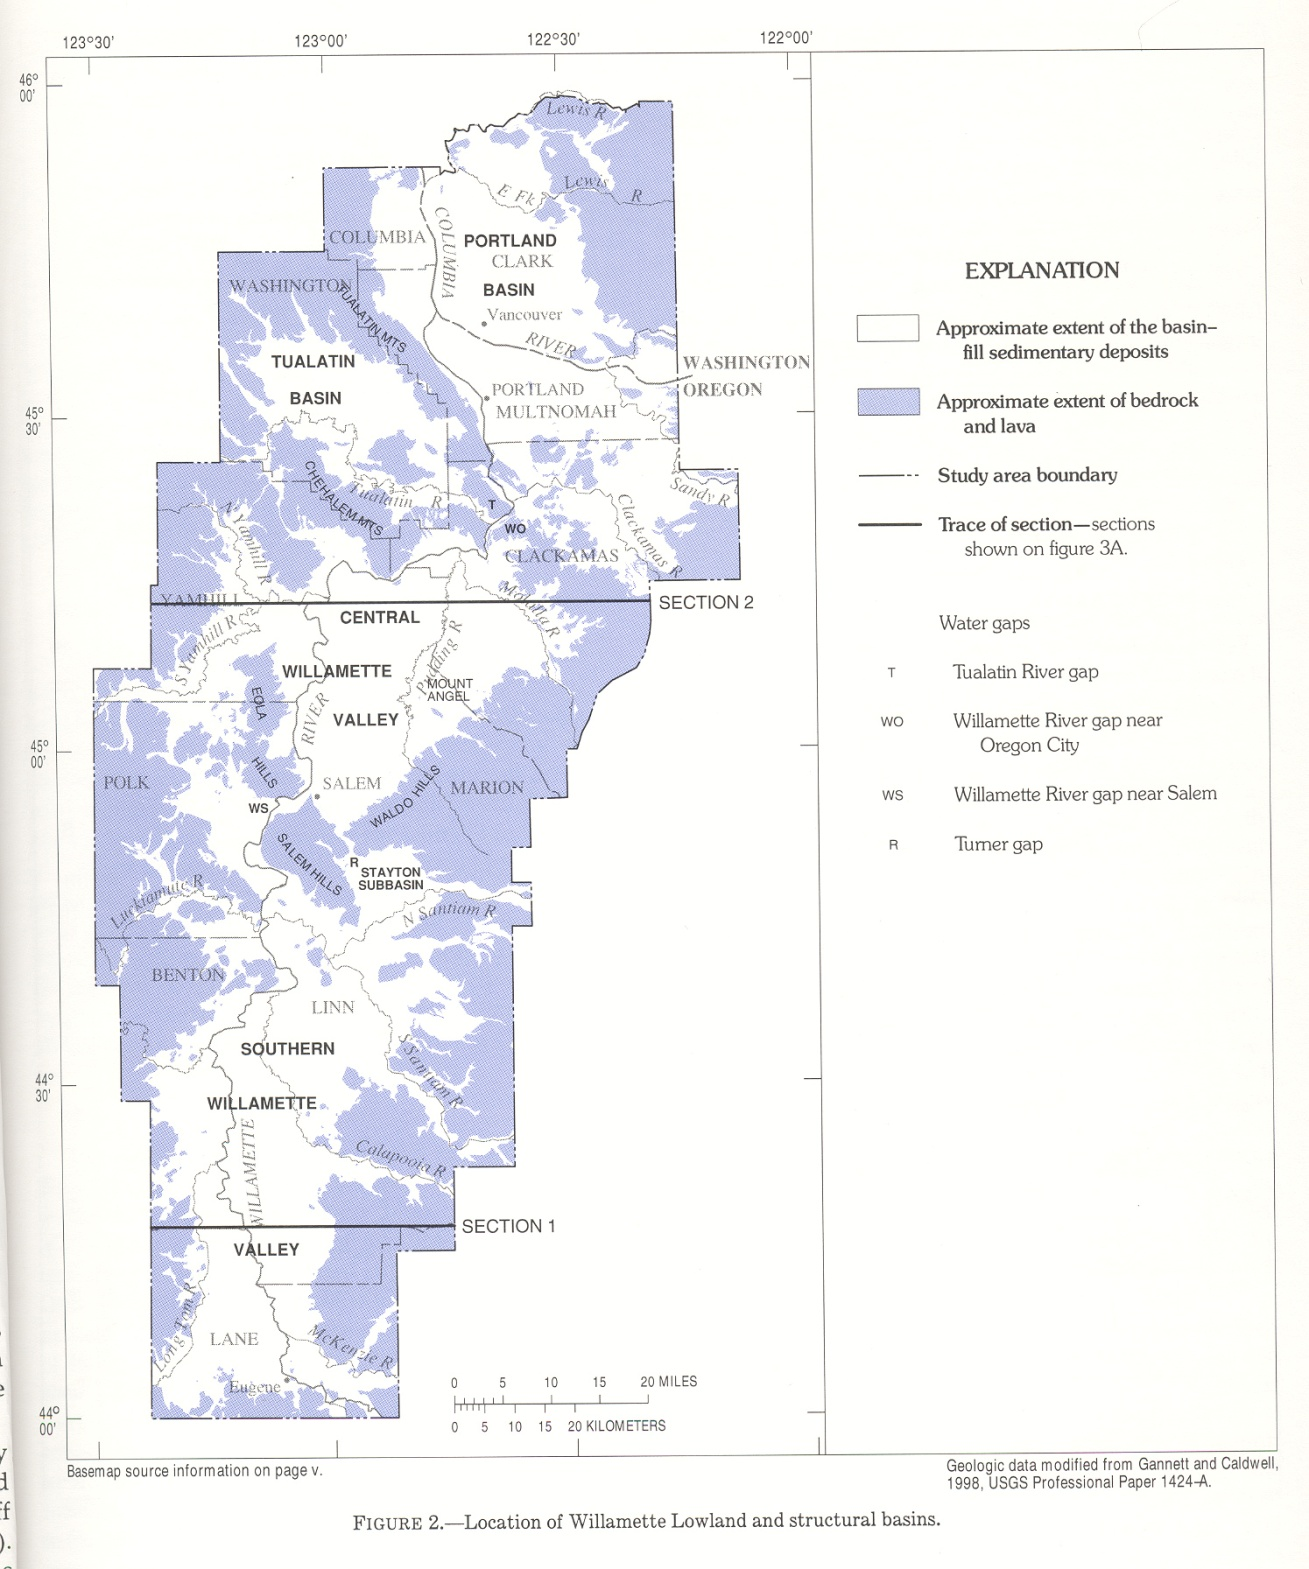 123°30'
123°00'
122°30'
122°00'
46°
00'
Lewis R
E Fk
Lewis
R
COLUMBIA
COLUMBIA
PORTLAND
CLARK
BASIN
Vancouver
WASHINGTON
TUALATIN MTS
RIVER
TUALATIN
BASIN
WASHINGTON
OREGON
PORTLAND
MULTNOMAH
45°
30'
CHEHALEM MTS
Tualatin R
T
WO
Sandy R
Clackamas R
N Yamhill R
CLACKAMAS
YAMHILL
SECTION 2
Molalla R
CENTRAL
S Yamhill R
Pudding R
WILLAMETTE
MOUNT
ANGEL
EOLA
RIVER
VALLEY
45°
00'
HILLS
POLK
SALEM
WALDO HILLS
MARION
WS
SALEM HILLS
R
STAYTON
SUBBASIN
Luckiamute R
N Santiam R
BENTON
LINN
SOUTHERN
S Santiam R
44°
30'
WILLAMETTE
WILLAMETTE
Calapooia R
SECTION 1
VALLEY
Long Tom R
LANE
McKenzie R
Eugene
44°
00'
0 5 10 15 20 MILES
0 5 10 15 20 KILOMETERS
EXPLANATION
Approximate extent of the basin–
fill sedimentary deposits
Approximate extent of bedrock
and lava
Study area boundary
Trace of section—sections
shown on figure 3A.
Water gaps
T Tualatin River gap
WO Willamette River gap near
Oregon City
WS Willamette River gap near Salem
R Turner gap
Basemap source information on page v.
Geologic data modified from Gannett and Caldwell,
1998, USGS Professional Paper 1424–A.
FIGURE 2.—Location of Willamette Lowland and structural basins.